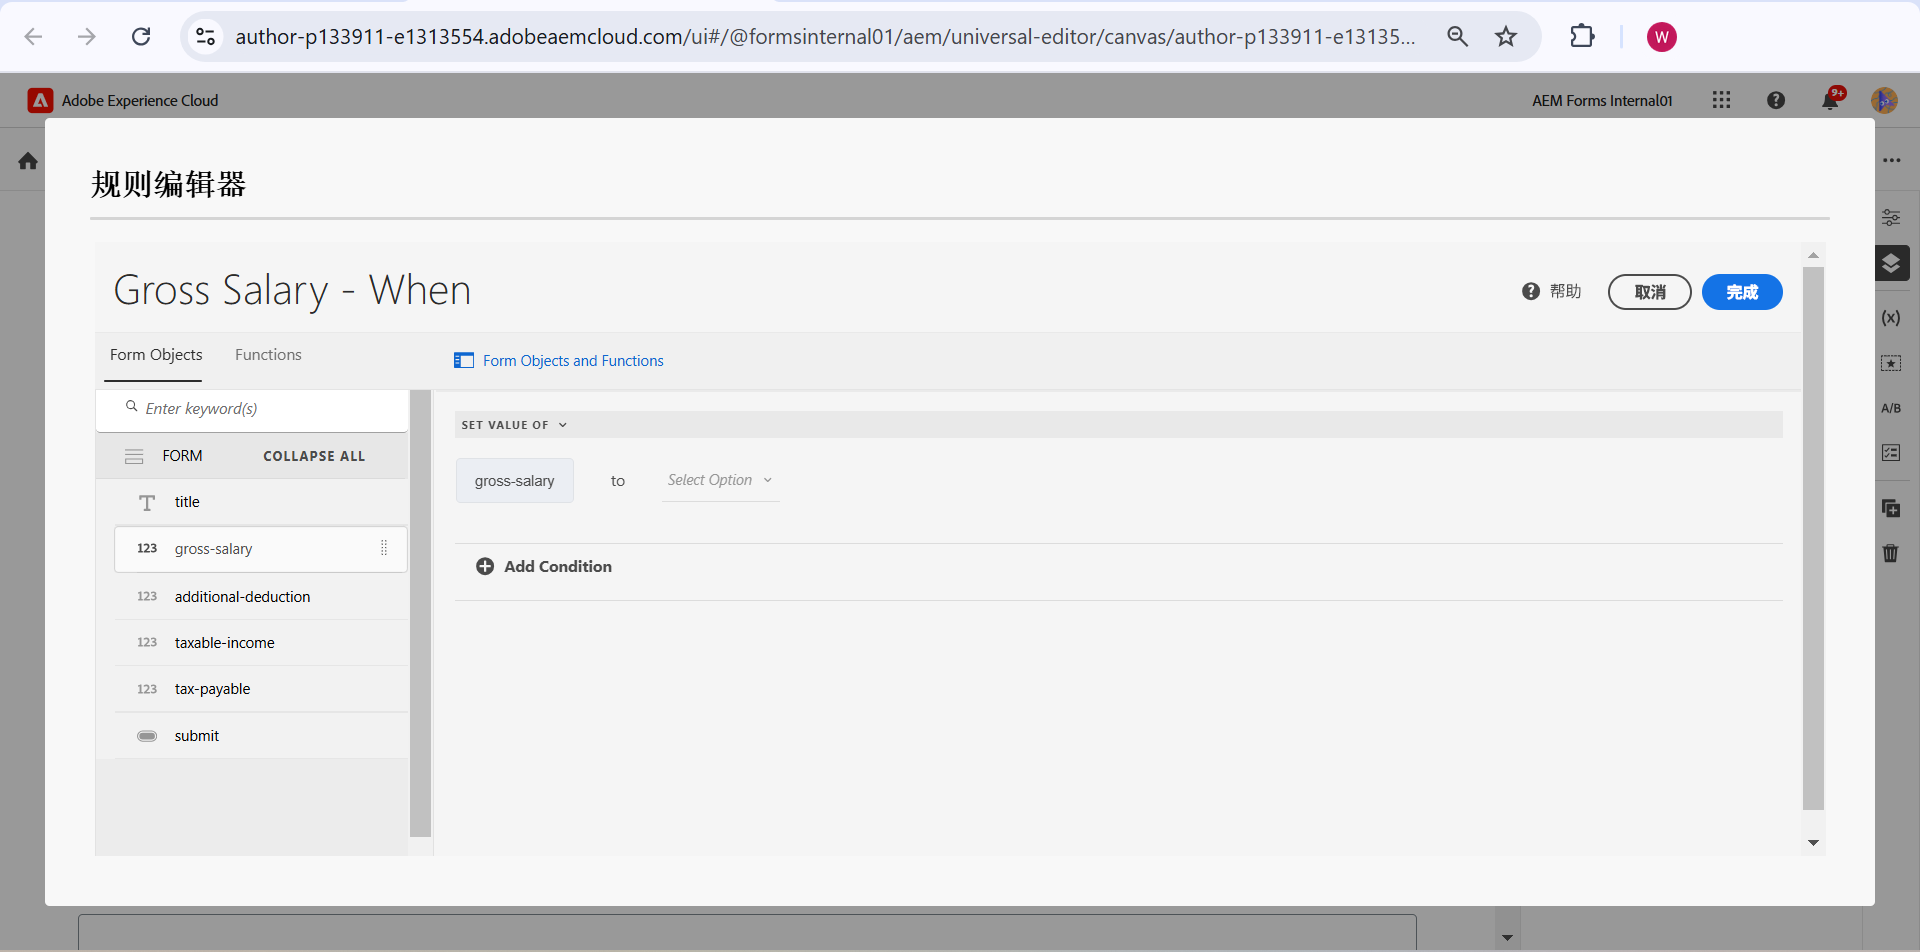 author-p133911-e1313554.adobeaemcloud.com/ui#/@formsinternal01/aem/universal-editor/canvas/author-p133911-e13135...
W
Adobe Experience Cloud
AEM Forms Internal01
9+
规则编辑器
Gross Salary - When
帮助
取消
完成
Form Objects
Functions
Form Objects and Functions
Enter keyword(s)
SET VALUE OF
FORM
COLLAPSE ALL
gross-salary
to
Select Option
title
123 gross-salary
Add Condition
123 additional-deduction
123 taxable-income
123 tax-payable
submit
(x)
A/B